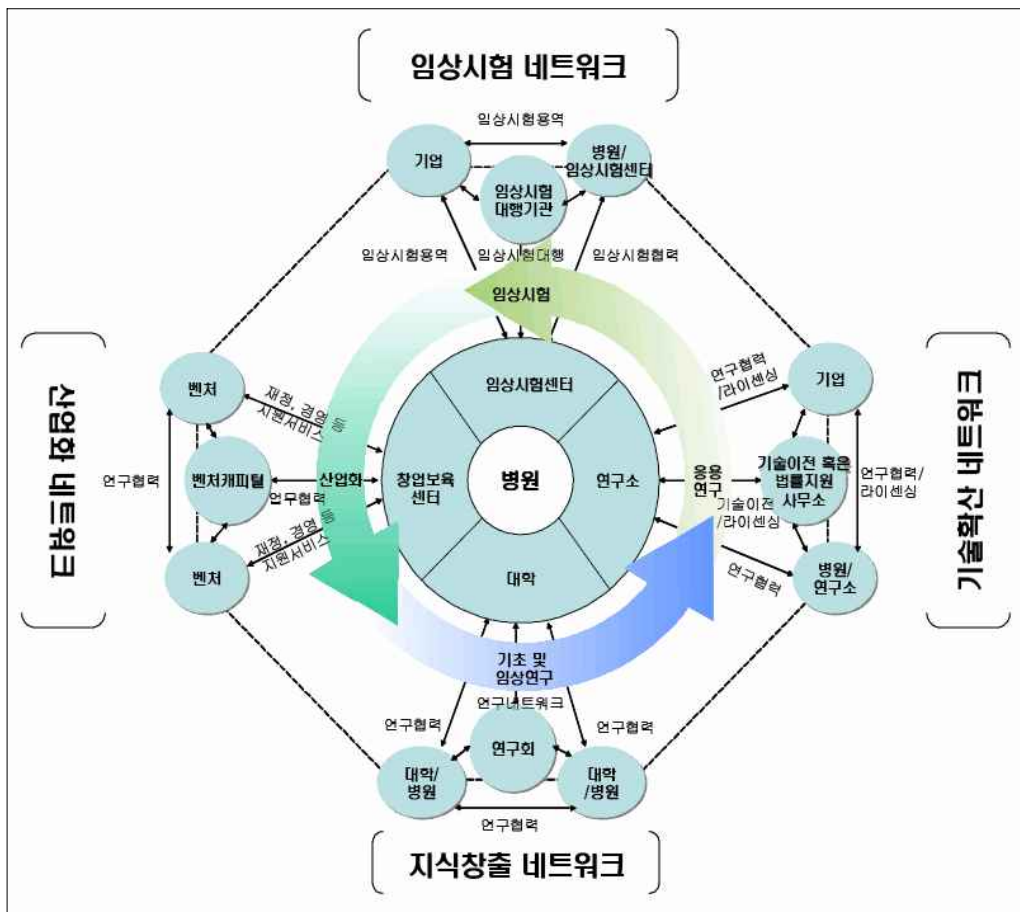 임상시험 네트워크
임상시험용역
기업
병원/
임상시험센터
임상시험
대행기관
임상시험용역
임상시험대행
임상시험협력
임상시험
산업화 네트워크
기술확산 네트워크
벤처
재정, 경영 등
지원서비스
연구협력
벤처캐피털
업무협력
산업화
재정, 경영 등
지원서비스
벤처
임상시험센터
창업보육
센터
병원
연구소
대학
연구협력
/라이센싱
기업
응용
연구
기술이전 혹은
법률지원
사무소
연구협력/
라이센싱
기술이전
/라이센싱
연구협력
병원/
연구소
기초 및
임상연구
연구네트워크
연구협력
연구협력
연구회
대학/
병원
대학
/병원
연구협력
지식창출 네트워크